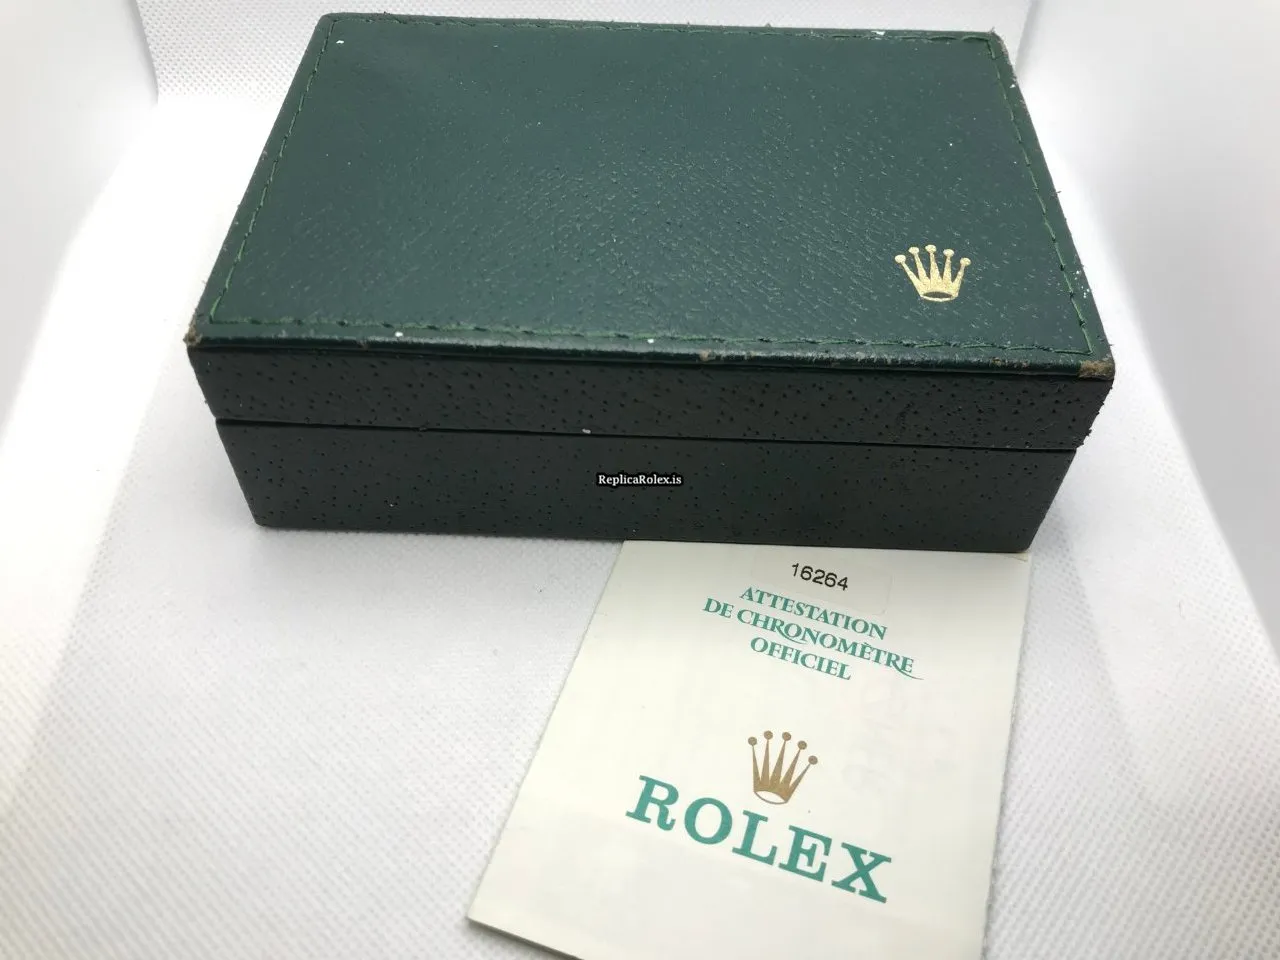 ReplicaRolex.is
16264
ATTESTATION
DE CHRONOMÈTRE
OFFICIEL
ROLEX